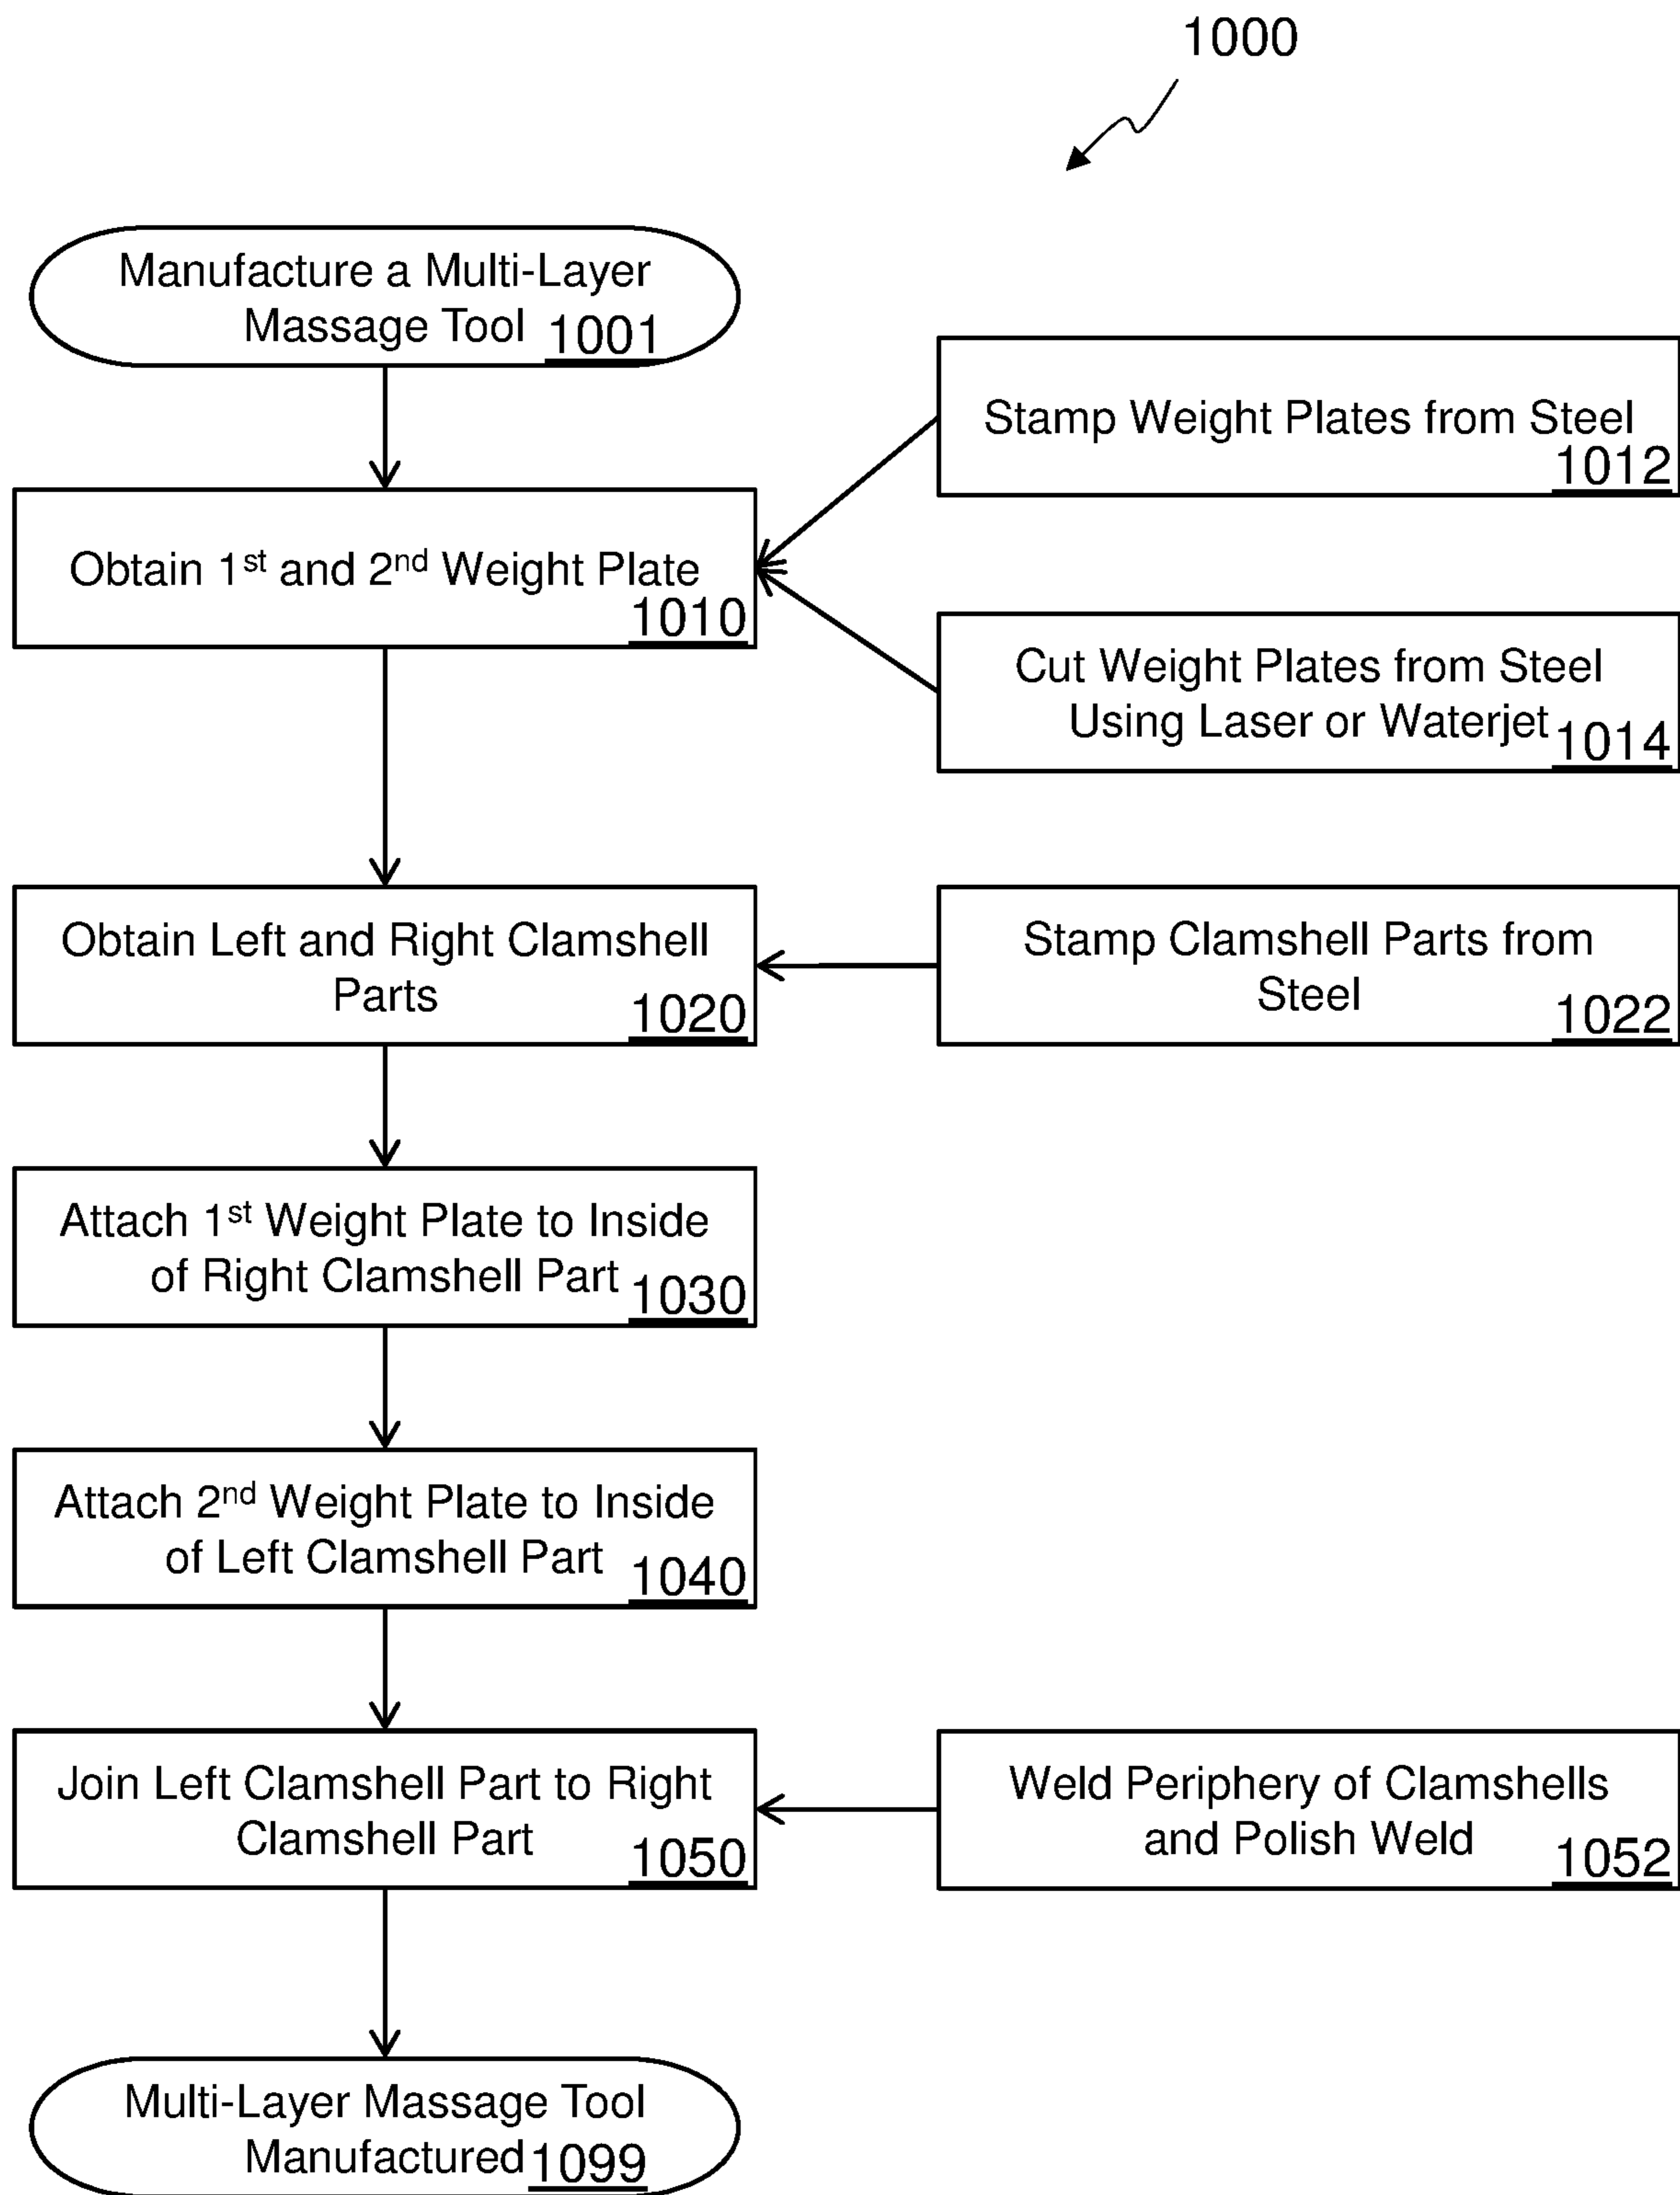 1000
Manufacture a Multi-Layer
Massage Tool 1001
Stamp Weight Plates from Steel
1012
Obtain 1st and 2nd Weight Plate
1010
Cut Weight Plates from Steel
Using Laser or Waterjet 1014
Obtain Left and Right Clamshell
Parts 1020
Stamp Clamshell Parts from
Steel 1022
Attach 1st Weight Plate to Inside
of Right Clamshell Part 1030
Attach 2nd Weight Plate to Inside
of Left Clamshell Part 1040
Join Left Clamshell Part to Right
Clamshell Part 1050
Weld Periphery of Clamshells
and Polish Weld 1052
Multi-Layer Massage Tool
Manufactured 1099